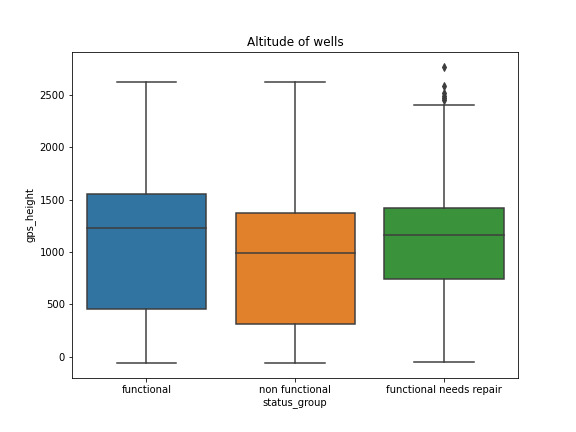 Altitude of wells
gps_height
2500
2000
1500
1000
500
0
functional non functional functional needs repair
status_group